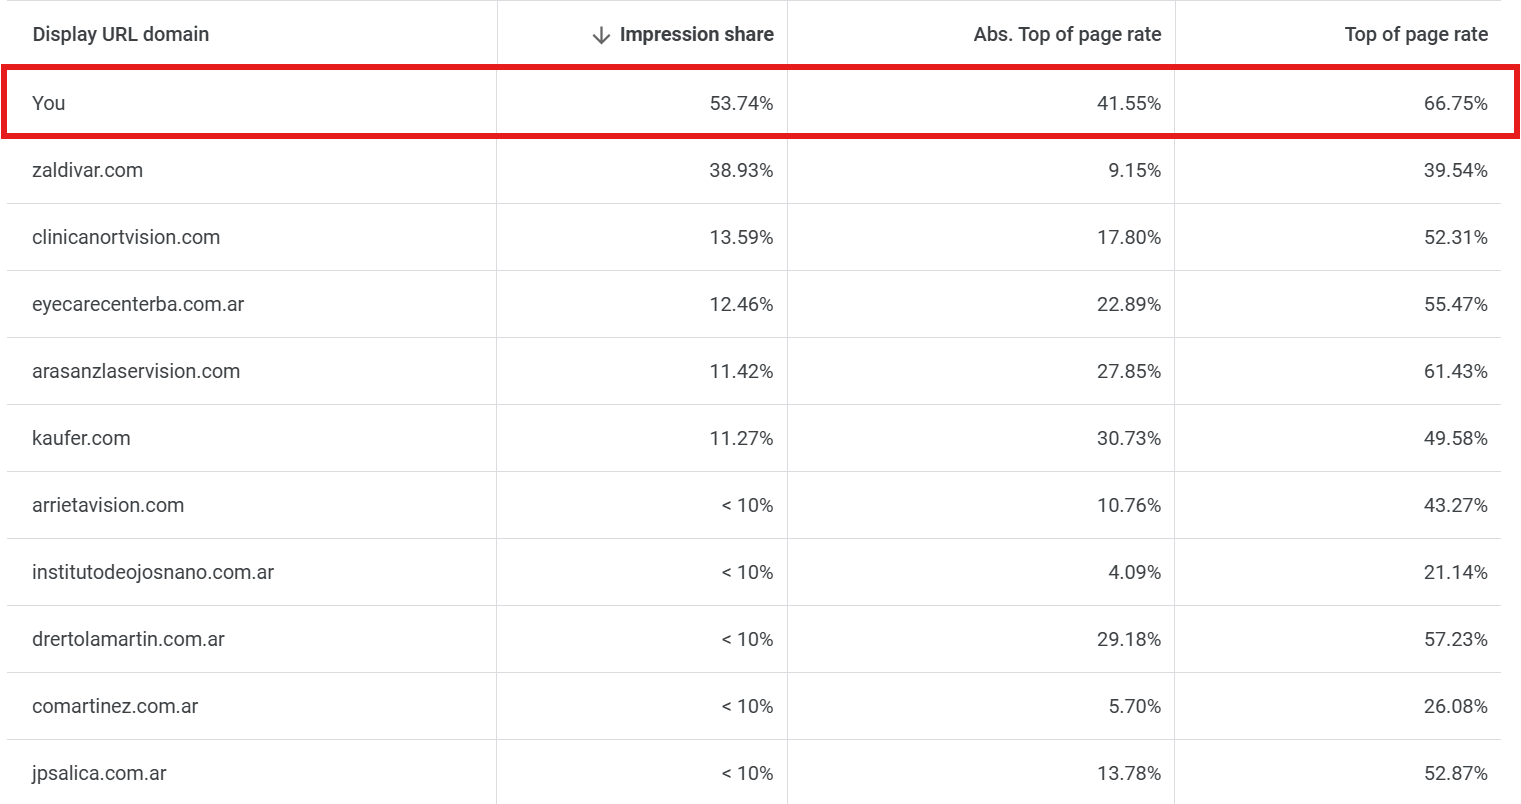 Display URL domain ↓ Impression share Abs. Top of page rate Top of page rate
You 53.74% 41.55% 66.75%
zaldivar.com 38.93% 9.15% 39.54%
clinicanortvision.com 13.59% 17.80% 52.31%
eyecarecenterba.com.ar 12.46% 22.89% 55.47%
arasanzlaservision.com 11.42% 27.85% 61.43%
kaufer.com 11.27% 30.73% 49.58%
arrietavision.com < 10% 10.76% 43.27%
institutodeojosnano.com.ar < 10% 4.09% 21.14%
drertolamartin.com.ar < 10% 29.18% 57.23%
comartinez.com.ar < 10% 5.70% 26.08%
jpsalica.com.ar < 10% 13.78% 52.87%